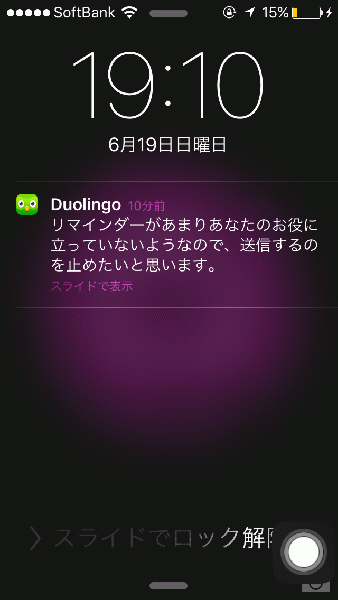 SoftBank 15%
19:10
6月19日日曜日
Duolingo 10分前
リマインダーがあまりあなたのお役に
立っていないようなので、送信するの
を止めたいと思います。
スライドで表示
スライドでロック解